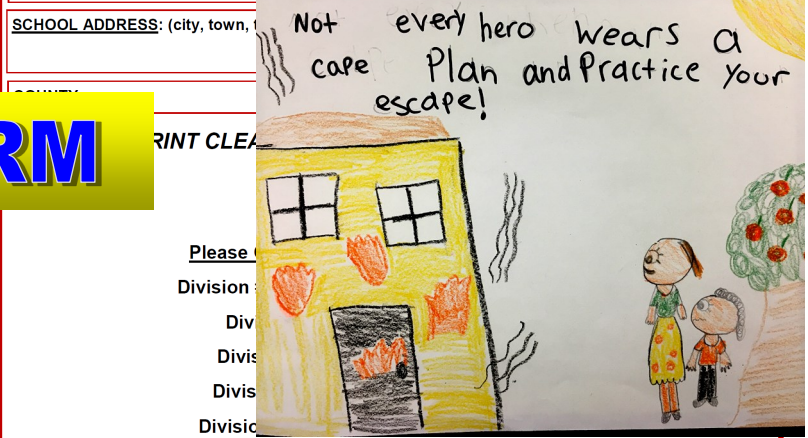 SCHOOL ADDRESS: (city, town,
RM
RINT CLEA
Please
Division
Div
Divis
Divis
Divisio
Not every hero wears a
cape Plan and Practice your
escape!